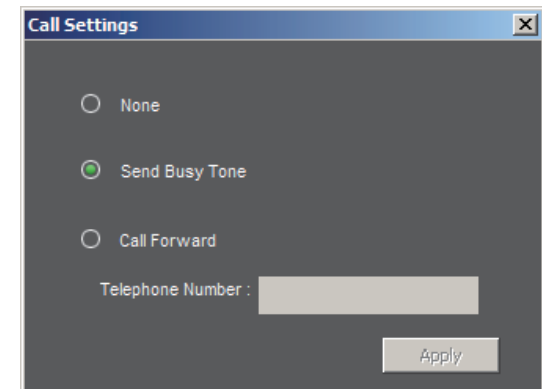 Call Settings
None
Send Busy Tone
Call Forward
Telephone Number :
Apply